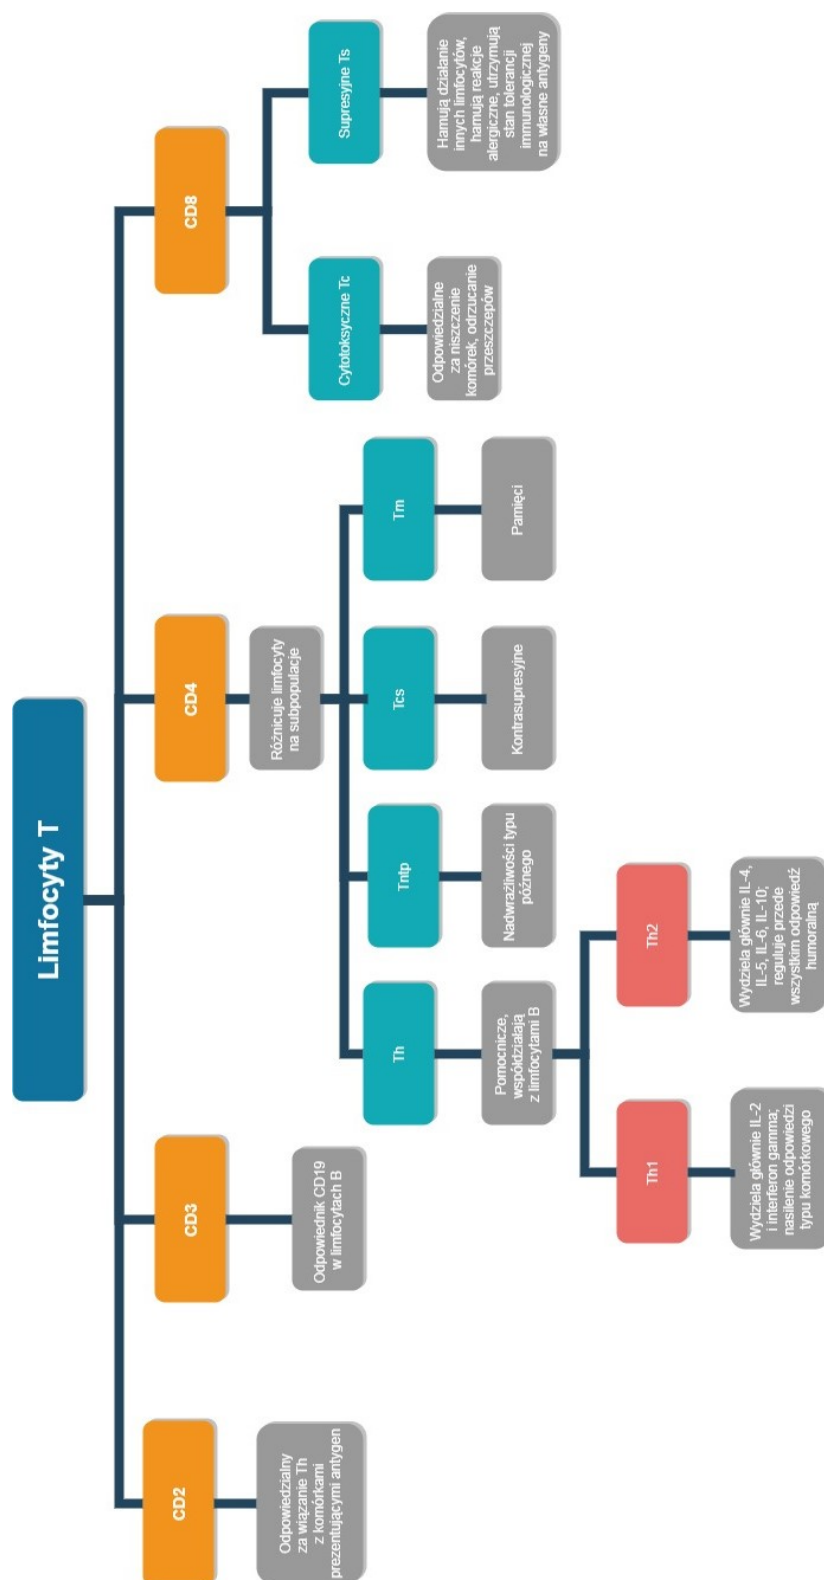 Limfocyty T
CD2
Odpowiedzialny
za wiązanie Th
z komórkami
prezentującymi antygen
CD3
Odpowiednik CD19
w limfocytach B
CD4
Różnicuje limfocyty
na subpopulacje
Th
Pomocnicze,
współdziałają
z limfocytami B
Th1
Wydziela głównie IL-2
i interferon gamma;
nasilenie odpowiedzi
typu komórkowego
Th2
Wydziela głównie IL-4,
IL-5, IL-6, IL-10;
reguluje przede
wszystkim odpowiedź
humoralną
Tntp
Nadwrażliwości typu
późnego
Tcs
Kontrasupresyjne
Tm
Pamięci
CD8
Cytotoksyczne Tc
Odpowiedzialne
za niszczenie
komórek, odrzucanie
przeszczepów
Supresyjne Ts
Hamują działanie
innych limfocytów,
hamują reakcje
alergiczne, utrzymują
stan tolerancji
immunologicznej
na własne antygeny